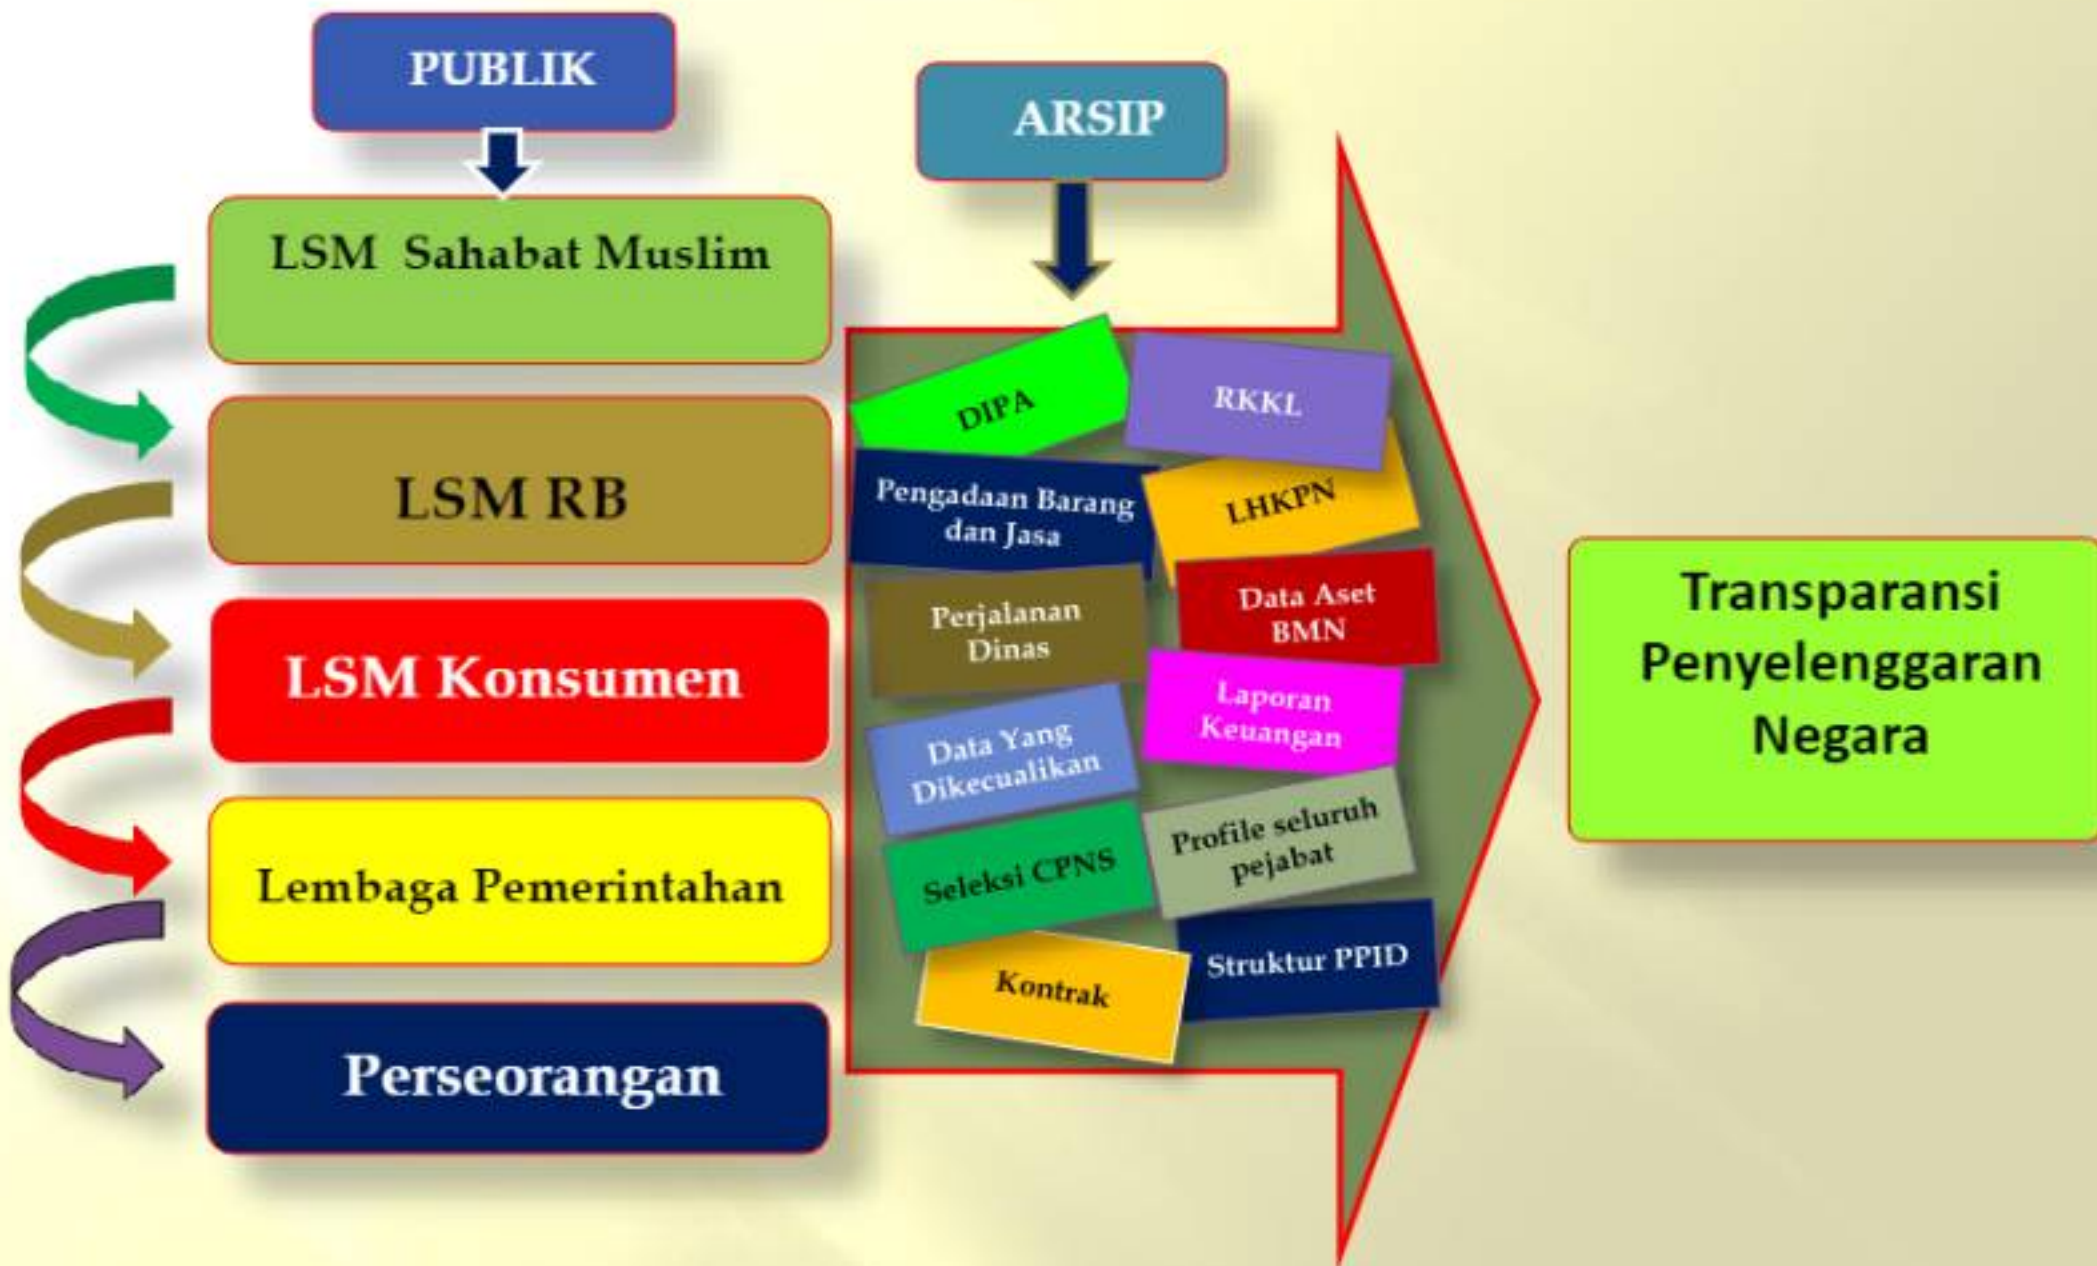 PUBLIK
LSM Sahabat Muslim
LSM RB
LSM Konsumen
Lembaga Pemerintahan
Perseorangan
ARSIP
DIPA
RKKL
Pengadaan Barang
dan Jasa
LHKPN
Perjalanan
Dinas
Data Aset
BMN
Data Yang
Dikecualikan
Laporan
Keuangan
Seleksi CPNS
Profile seluruh
pejabat
Kontrak
Struktur PPID
Transparansi
Penyelenggaran
Negara